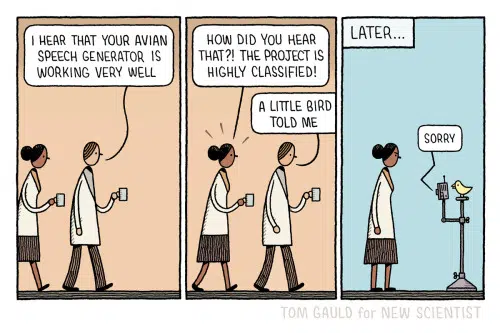 I HEAR THAT YOUR AVIAN
SPEECH GENERATOR IS
WORKING VERY WELL
HOW DID YOU HEAR
THAT?! THE PROJECT IS
HIGHLY CLASSIFIED!
A LITTLE BIRD
TOLD ME
LATER...
SORRY
TOM GAULD for NEW SCIENTIST